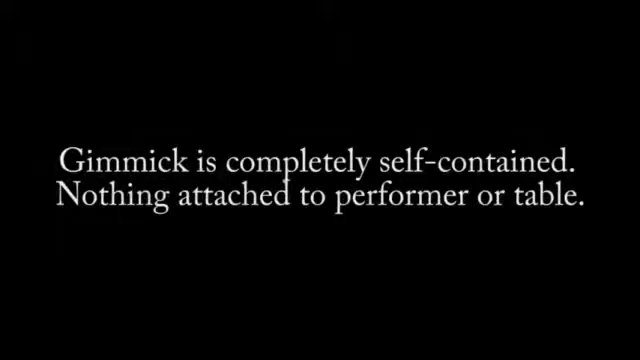 Gimmick is completely self-contained.
Nothing attached to performer or table.